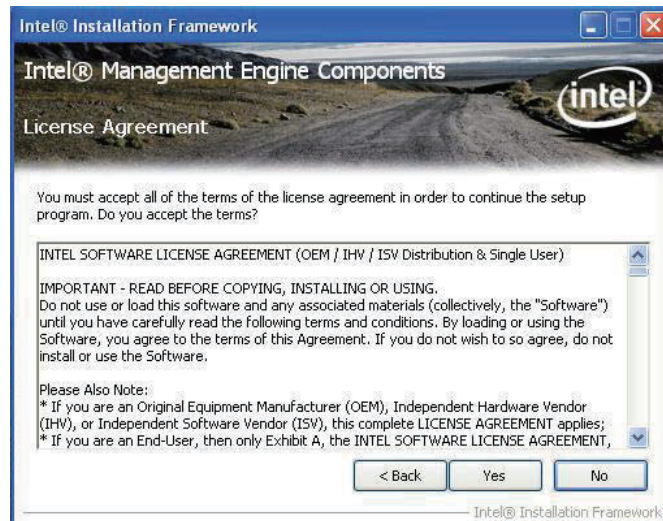 Intel® Installation Framework
Intel® Management Engine Components
intel
License Agreement
You must accept all of the terms of the license agreement in order to continue the setup
program. Do you accept the terms?
INTEL SOFTWARE LICENSE AGREEMENT (OEM / IHV / ISV Distribution & Single User)
IMPORTANT - READ BEFORE COPYING, INSTALLING OR USING.
Do not use or load this software and any associated materials (collectively, the "Software")
until you have carefully read the following terms and conditions. By loading or using the
Software, you agree to the terms of this Agreement. If you do not wish to so agree, do not
install or use the Software.
Please Also Note:
* If you are an Original Equipment Manufacturer (OEM), Independent Hardware Vendor
(IHV), or Independent Software Vendor (ISV), this complete LICENSE AGREEMENT applies;
* If you are an End-User, then only Exhibit A, the INTEL SOFTWARE LICENSE AGREEMENT,
< Back Yes No
Intel® Installation Framework